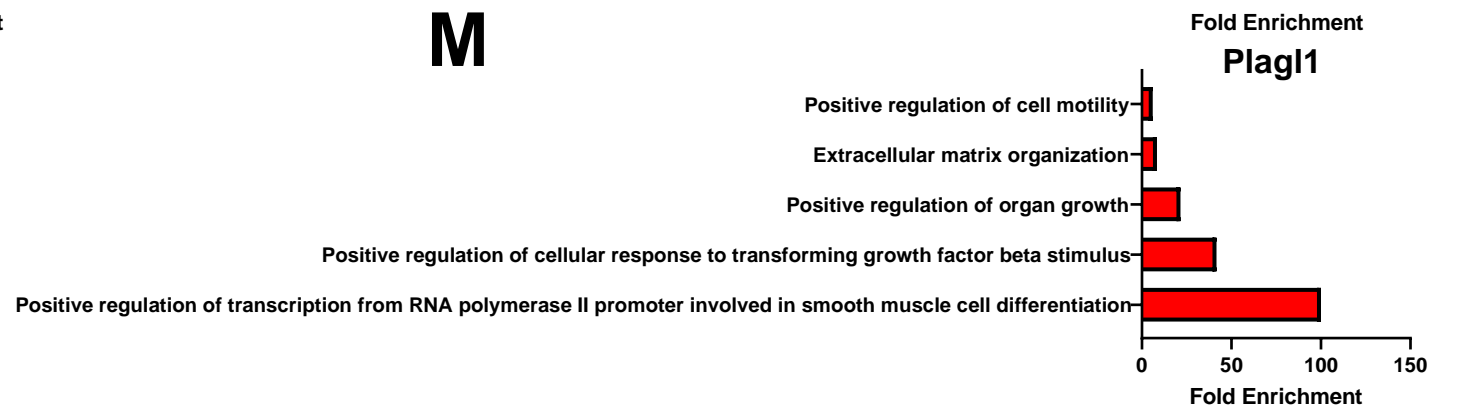 t
M
Fold Enrichment
Plagl1
Positive regulation of cell motility
Extracellular matrix organization
Positive regulation of organ growth
Positive regulation of cellular response to transforming growth factor beta stimulus
Positive regulation of transcription from RNA polymerase II promoter involved in smooth muscle cell differentiation
0 50 100 150
Fold Enrichment